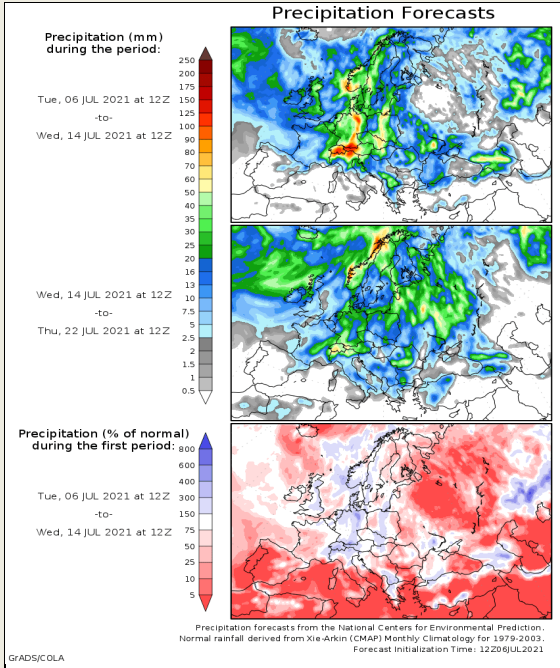 Precipitation Forecasts
Precipitation (mm)
during the period:
Tue, 06 JUL 2021 at 12Z
-to-
Wed, 14 JUL 2021 at 12Z
250
200
175
150
125
100
90
80
70
60
50
40
35
30
25
20
16
13
10
7.5
5
2.5
2
1.5
1
0.5
Wed, 14 JUL 2021 at 12Z
-to-
Thu, 22 JUL 2021 at 12Z
Precipitation (% of normal)
during the first period:
Tue, 06 JUL 2021 at 12Z
-to-
Wed, 14 JUL 2021 at 12Z
800
600
400
300
150
75
50
25
10
5
Precipitation forecasts from the National Centers for Environmental Prediction.
Normal rainfall derived from Xie-Arkin (CMAP) Monthly Climatology for 1979-2003.
Forecast Initialization Time: 12Z06JUL2021
GrADS/COLA